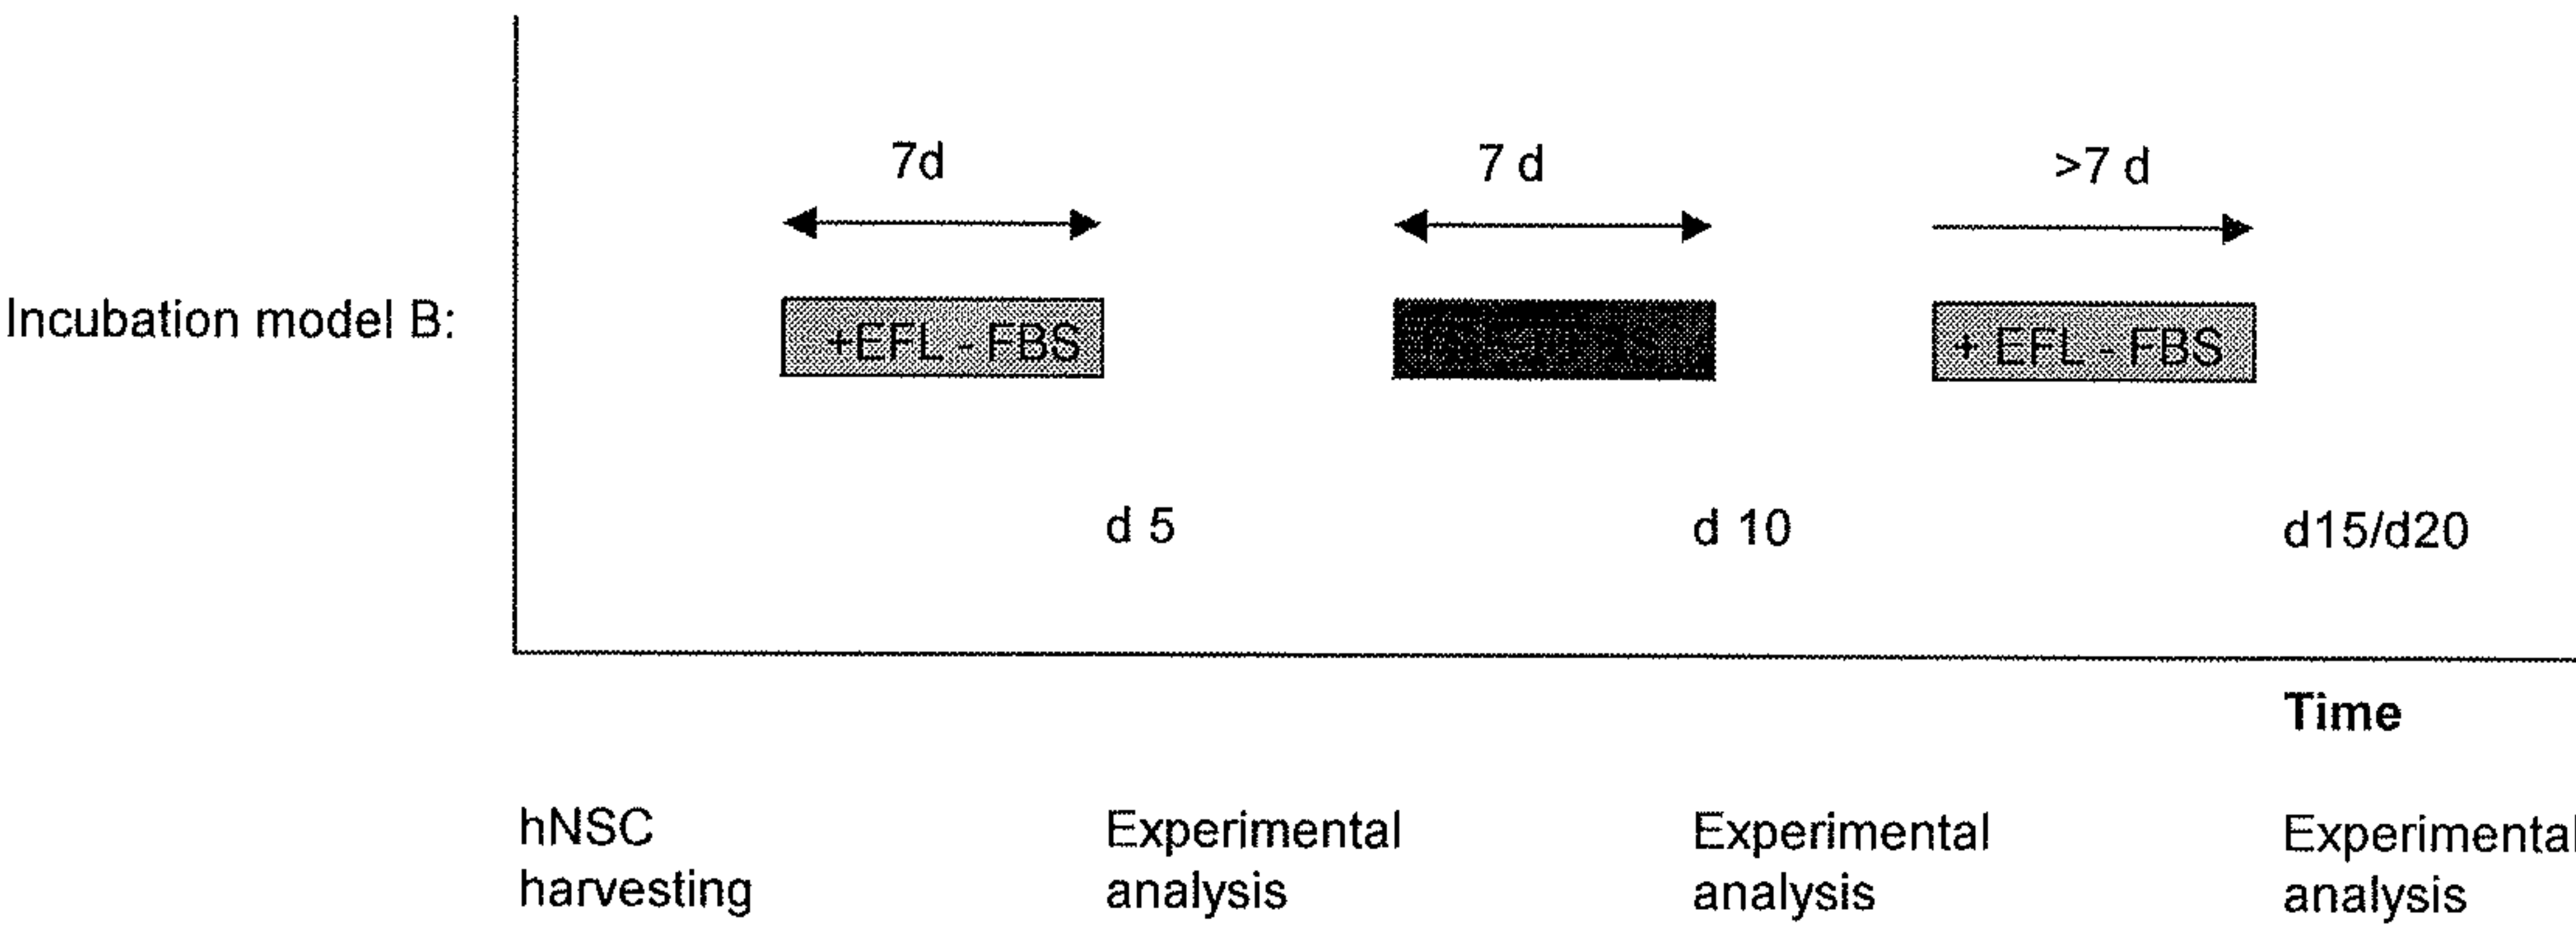 7d
7 d
>7 d
Incubation model B:
+EFL - FBS
+ EFL - FBS
d 5
d 10
d15/d20
Time
hNSC
harvesting
Experimental
analysis
Experimental
analysis
Experimental
analysis